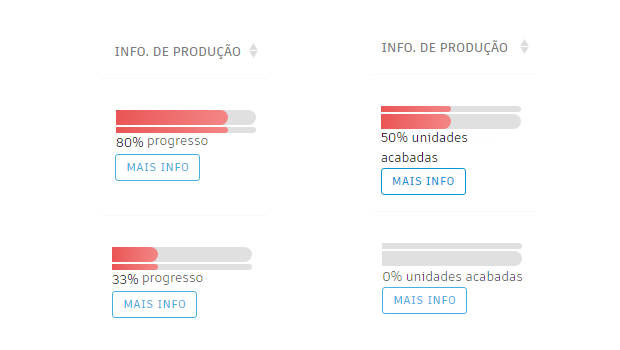 INFO. DE PRODUÇÃO
80% progresso
MAIS INFO
33% progresso
MAIS INFO
INFO. DE PRODUÇÃO
50% unidades
acabadas
MAIS INFO
0% unidades acabadas
MAIS INFO